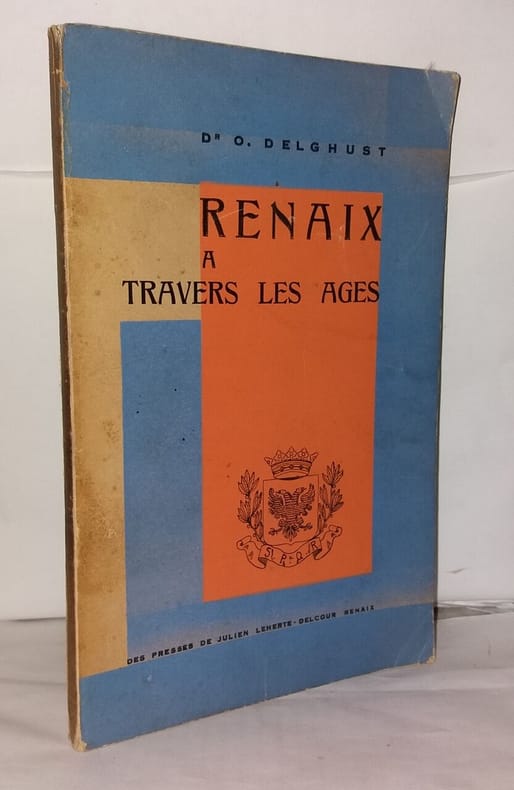 Dᴿ O. DELGHUST
RENAIX
A
TRAVERS LES AGES
S. P. Q. R.
DES PRESSES DE JULIEN LEHERTE-DELCOUR RENAIX